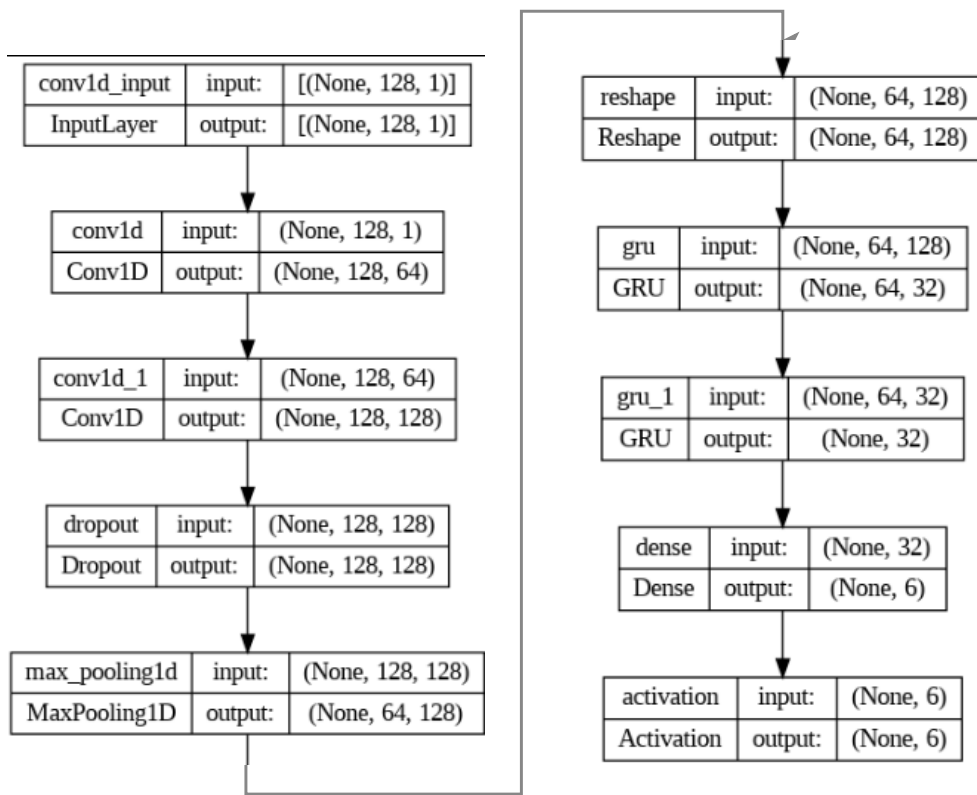 conv1d_input input: [(None, 128, 1)]
InputLayer output: [(None, 128, 1)]
conv1d input: (None, 128, 1)
Conv1D output: (None, 128, 64)
conv1d_1 input: (None, 128, 64)
Conv1D output: (None, 128, 128)
dropout input: (None, 128, 128)
Dropout output: (None, 128, 128)
max_pooling1d input: (None, 128, 128)
MaxPooling1D output: (None, 64, 128)
reshape input: (None, 64, 128)
Reshape output: (None, 64, 128)
gru input: (None, 64, 128)
GRU output: (None, 64, 32)
gru_1 input: (None, 64, 32)
GRU output: (None, 32)
dense input: (None, 32)
Dense output: (None, 6)
activation input: (None, 6)
Activation output: (None, 6)